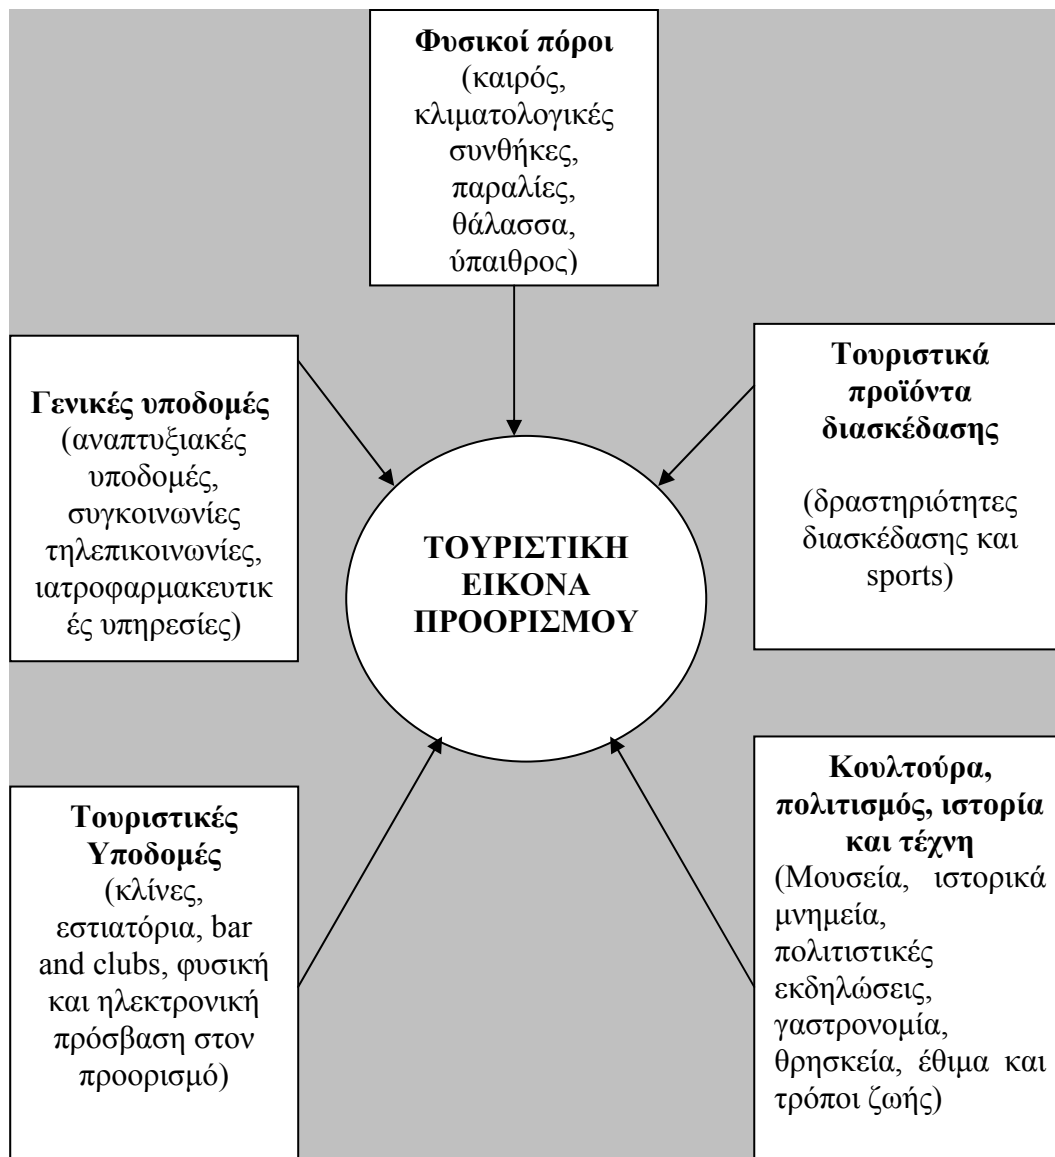 Φυσικοί πόροι
(καιρός,
κλιματολογικές
συνθήκες,
παραλίες,
θάλασσα,
ύπαιθρος)
Γενικές υποδομές
(αναπτυξιακές
υποδομές,
συγκοινωνίες
τηλεπικοινωνίες,
ιατροφαρμακευτικ
ές υπηρεσίες)
Τουριστικά
προϊόντα
διασκέδασης
(δραστηριότητες
διασκέδασης και
sports)
ΤΟΥΡΙΣΤΙΚΗ
ΕΙΚΟΝΑ
ΠΡΟΟΡΙΣΜΟΥ
Τουριστικές
Υποδομές
(κλίνες,
εστιατόρια, bar
and clubs, φυσική
και ηλεκτρονική
πρόσβαση στον
προορισμό)
Κουλτούρα,
πολιτισμός, ιστορία
και τέχνη
(Μουσεία, ιστορικά
μνημεία,
πολιτιστικές
εκδηλώσεις,
γαστρονομία,
θρησκεία, έθιμα και
τρόποι ζωής)